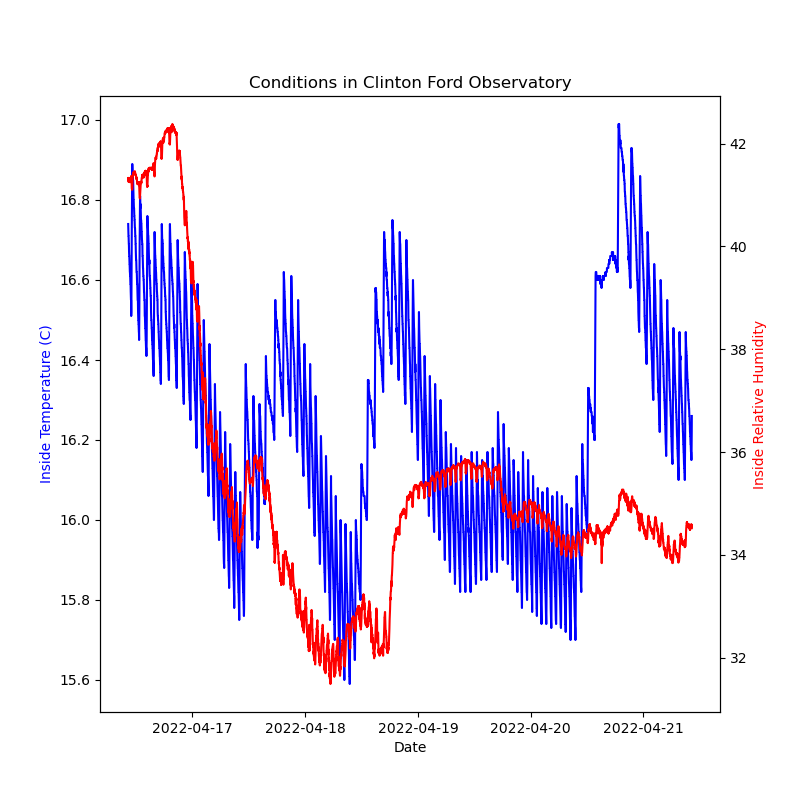 Conditions in Clinton Ford Observatory
17.0
16.8
16.6
16.4
16.2
16.0
15.8
15.6
Inside Temperature (C)
42
40
38
36
34
32
Inside Relative Humidity
2022-04-17 2022-04-18 2022-04-19 2022-04-20 2022-04-21
Date